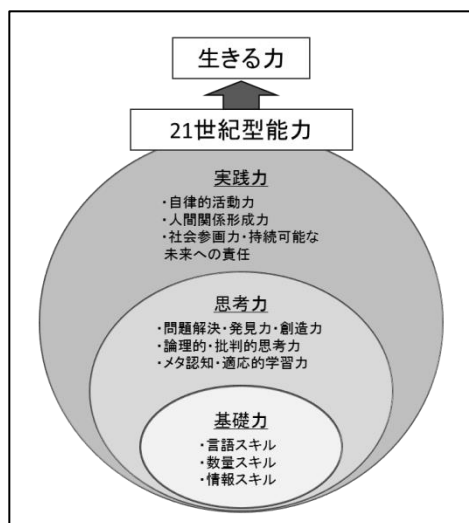 生きる力
21世紀型能力
実践力
・自律的活動力
・人間関係形成力
・社会参画力・持続可能な
未来への責任
思考力
・問題解決・発見力・創造力
・論理的・批判的思考力
・メタ認知・適応的学習力
基礎力
・言語スキル
・数量スキル
・情報スキル